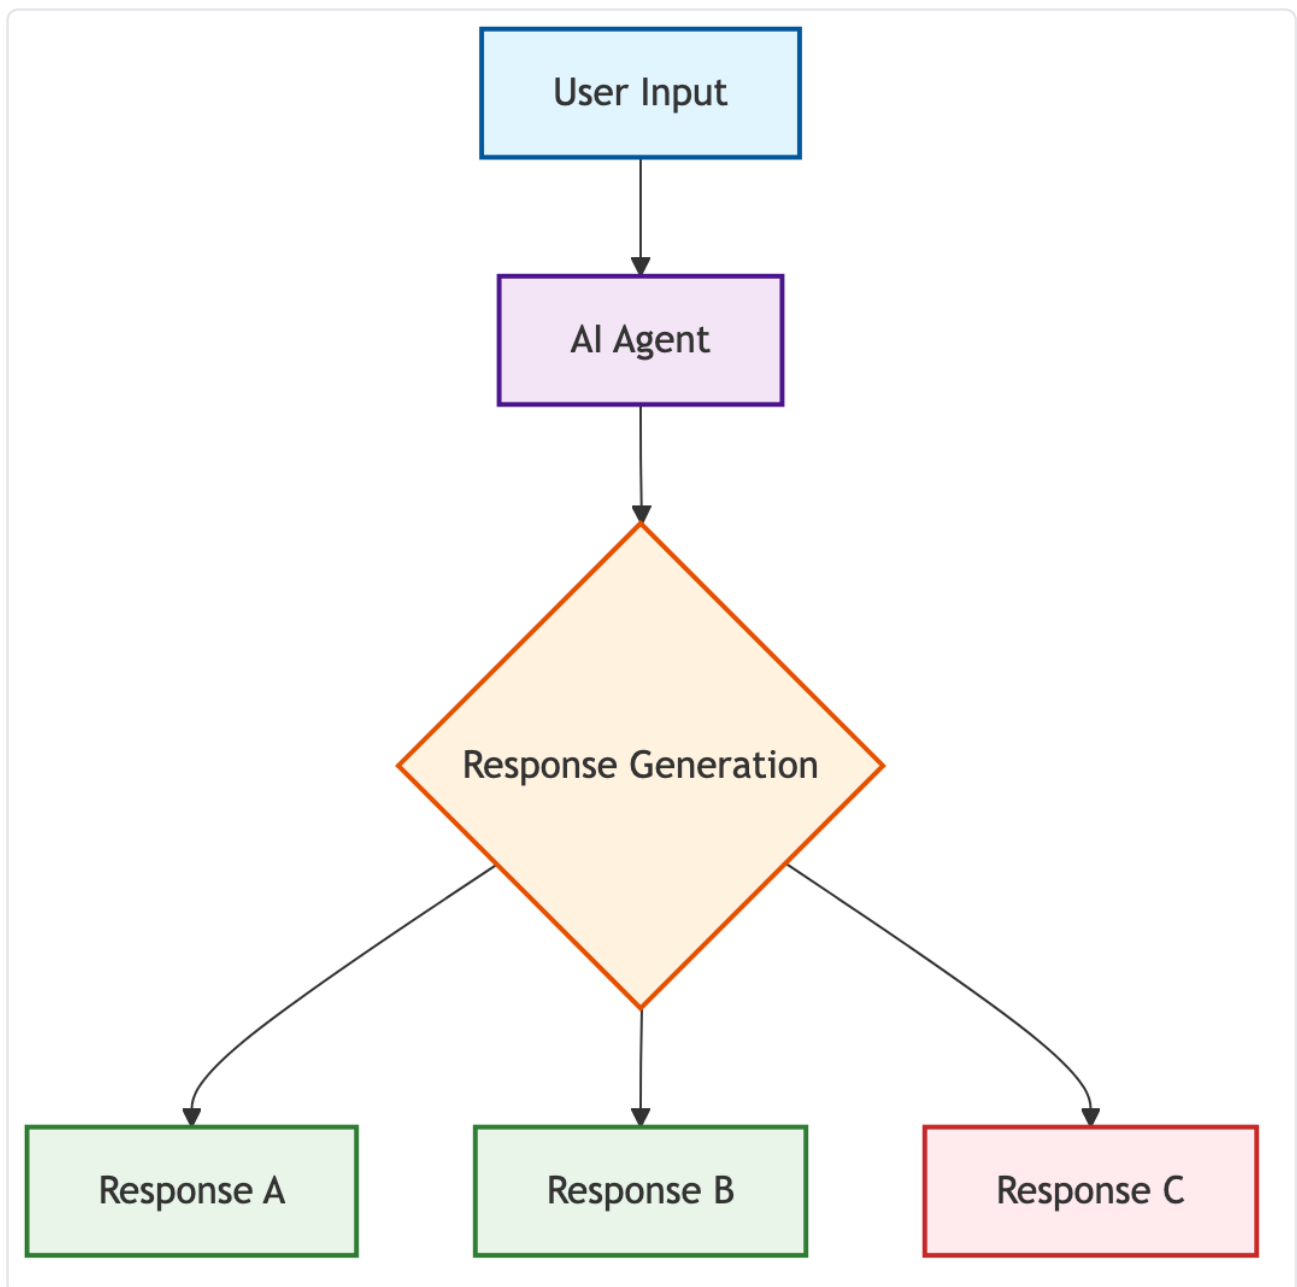 User Input
AI Agent
Response Generation
Response A
Response B
Response C